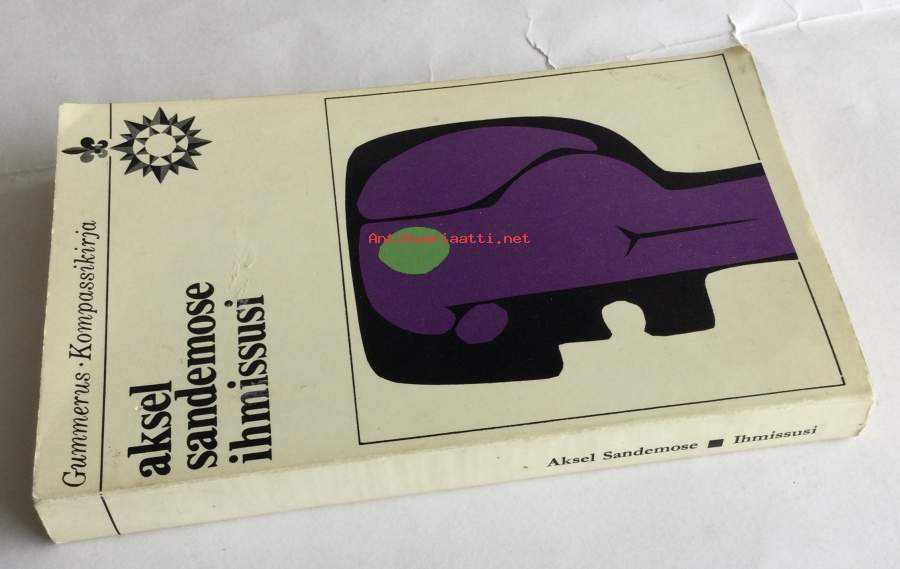 Gummerus · Kompassikirja
aksel
sandemose
ihmissusi
Antikvariaatti.net
Aksel Sandemose ■ Ihmissusi